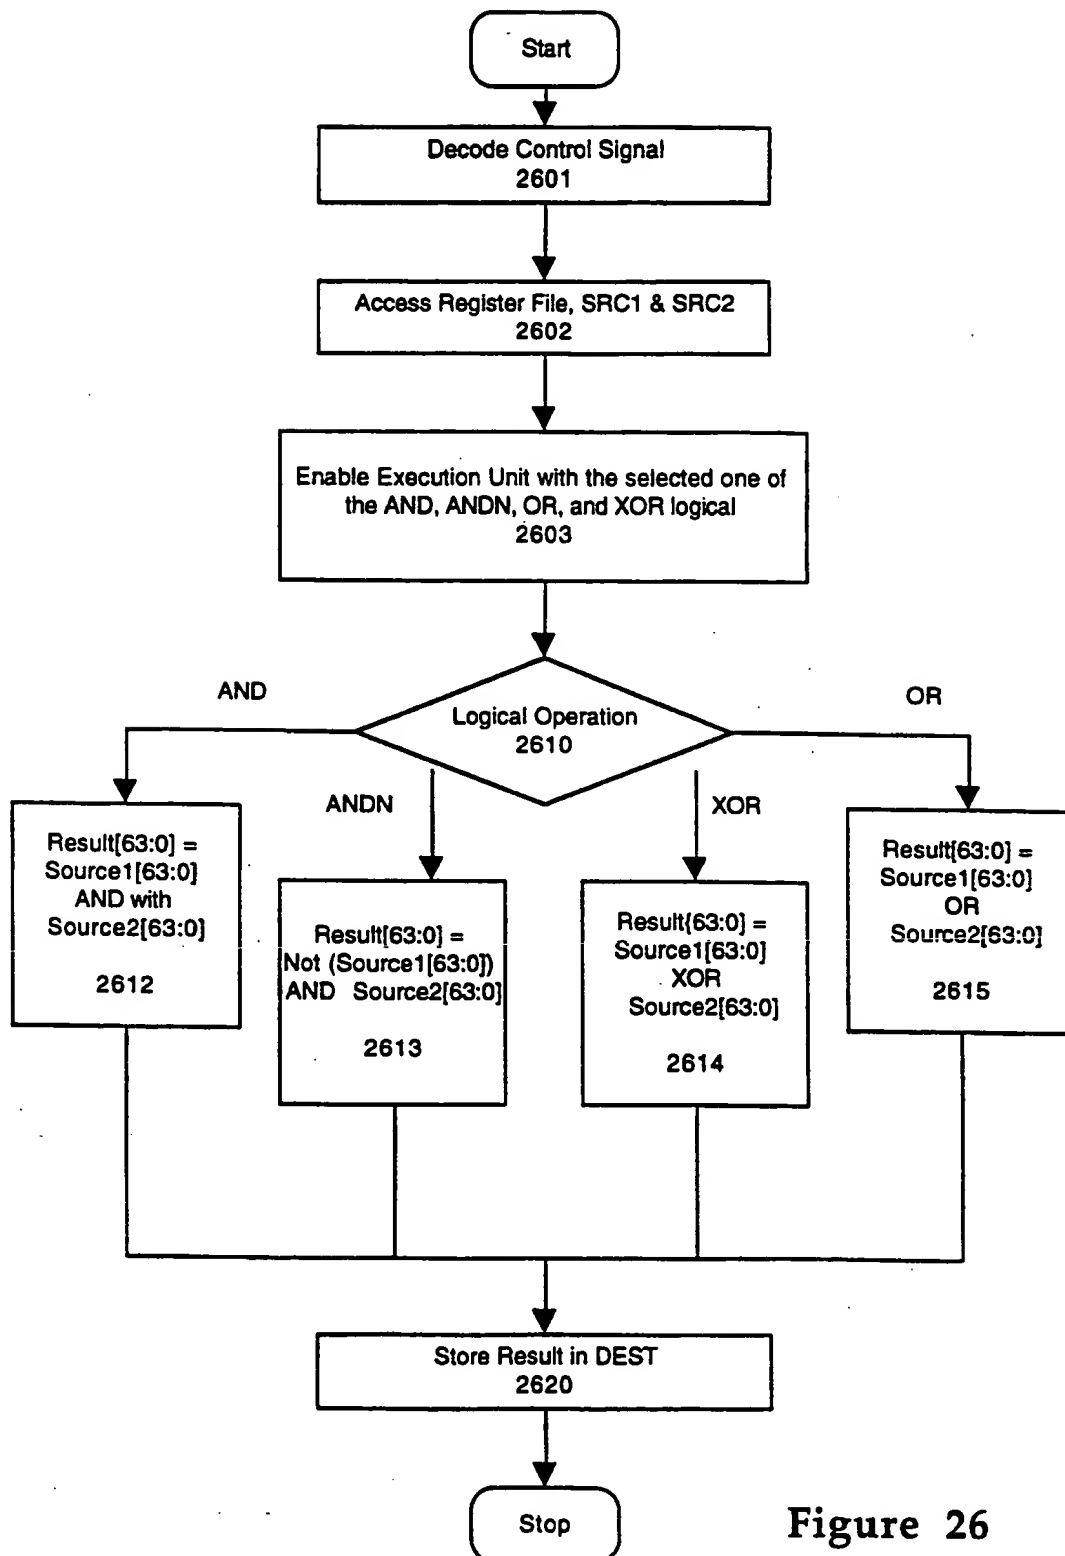 Start
Decode Control Signal
2601
Access Register File, SRC1 & SRC2
2602
Enable Execution Unit with the selected one of
the AND, ANDN, OR, and XOR logical
2603
Logical Operation
2610
AND
ANDN
XOR
OR
Result[63:0] =
Source1[63:0]
AND with
Source2[63:0]
2612
Result[63:0] =
Not (Source1[63:0])
AND Source2[63:0]
2613
Result{63:0] =
Source1[63:0]
XOR
Source2[63:0]
2614
Result[63:0] =
Source1[63:0]
OR
Source2[63:0]
2615
Store Result in DEST
2620
Stop
Figure 26